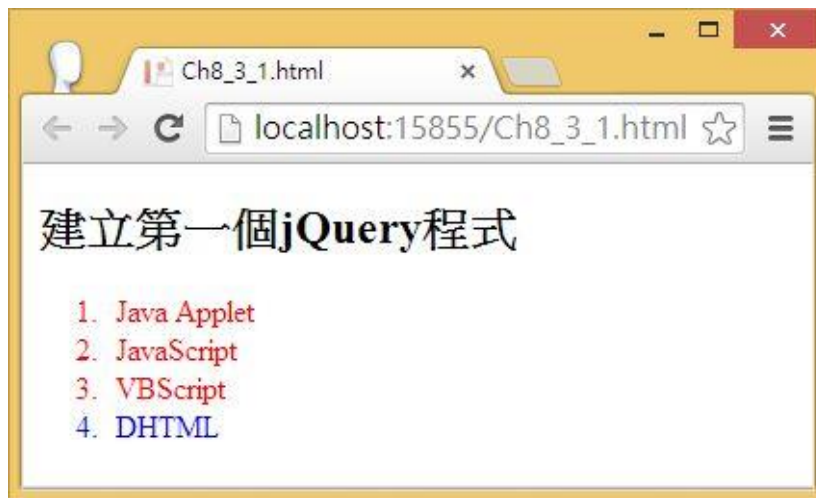 Ch8_3_1.html
localhost:15855/Ch8_3_1.html
建立第一個jQuery程式
1. Java Applet
2. JavaScript
3. VBScript
4. DHTML